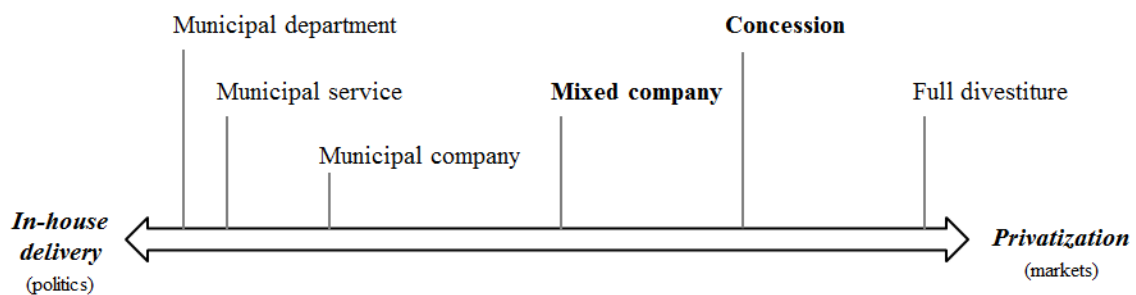 Municipal department
Concession
Municipal service
Mixed company
Full divestiture
Municipal company
In-house
delivery
(politics)
Privatization
(markets)